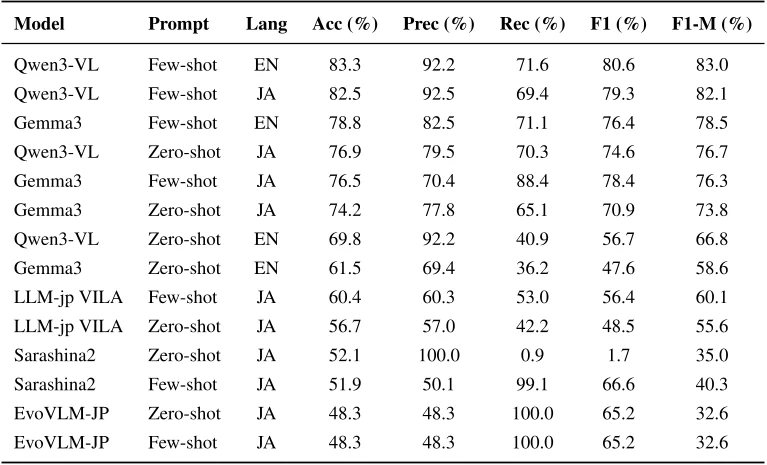 Model Prompt Lang Acc (%) Prec (%) Rec (%) F1 (%) F1-M (%)
Qwen3-VL Few-shot EN 83.3 92.2 71.6 80.6 83.0
Qwen3-VL Few-shot JA 82.5 92.5 69.4 79.3 82.1
Gemma3 Few-shot EN 78.8 82.5 71.1 76.4 78.5
Qwen3-VL Zero-shot JA 76.9 79.5 70.3 74.6 76.7
Gemma3 Few-shot JA 76.5 70.4 88.4 78.4 76.3
Gemma3 Zero-shot JA 74.2 77.8 65.1 70.9 73.8
Qwen3-VL Zero-shot EN 69.8 92.2 40.9 56.7 66.8
Gemma3 Zero-shot EN 61.5 69.4 36.2 47.6 58.6
LLM-jp VILA Few-shot JA 60.4 60.3 53.0 56.4 60.1
LLM-jp VILA Zero-shot JA 56.7 57.0 42.2 48.5 55.6
Sarashina2 Zero-shot JA 52.1 100.0 0.9 1.7 35.0
Sarashina2 Few-shot JA 51.9 50.1 99.1 66.6 40.3
EvoVLM-JP Zero-shot JA 48.3 48.3 100.0 65.2 32.6
EvoVLM-JP Few-shot JA 48.3 48.3 100.0 65.2 32.6